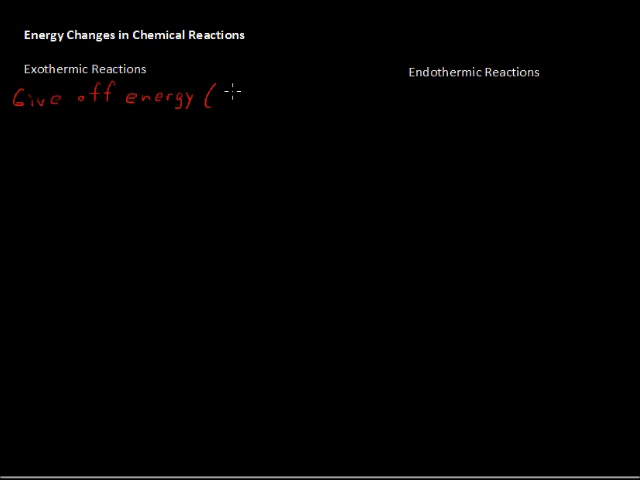 Energy Changes in Chemical Reactions
Exothermic Reactions
Endothermic Reactions
Give off energy (